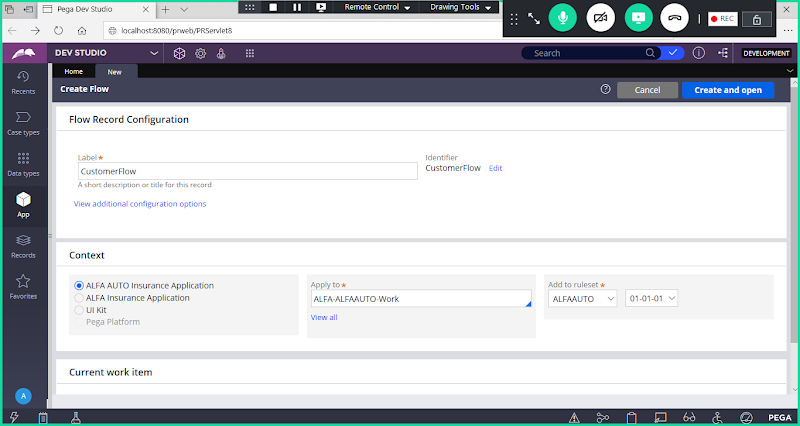 Pega Dev Studio
Remote Control
Drawing Tools
REC
localhost:8080/prweb/PRServlet8
DEV STUDIO
Search
DEVELOPMENT
Home
New
Recents
Create Flow
Cancel
Create and open
Case types
Flow Record Configuration
Label *
Identifier
CustomerFlow
CustomerFlow
Edit
A short description or title for this record
Data types
App
View additional configuration options
Records
Context
Favorites
ALFA AUTO Insurance Application
ALFA Insurance Application
UI Kit
Pega Platform
Apply to *
ALFA-ALFAAUTO-Work
View all
Add to ruleset *
ALFAAUTO
01-01-01
Current work item
A
PEGA